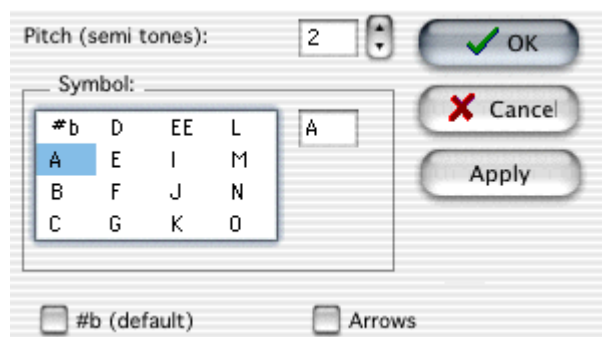 Pitch (semi tones): 2 OK
Symbol:
Cancel
#b D EE L A
A E I M
Apply
B F J N
C G K O
#b (default) Arrows